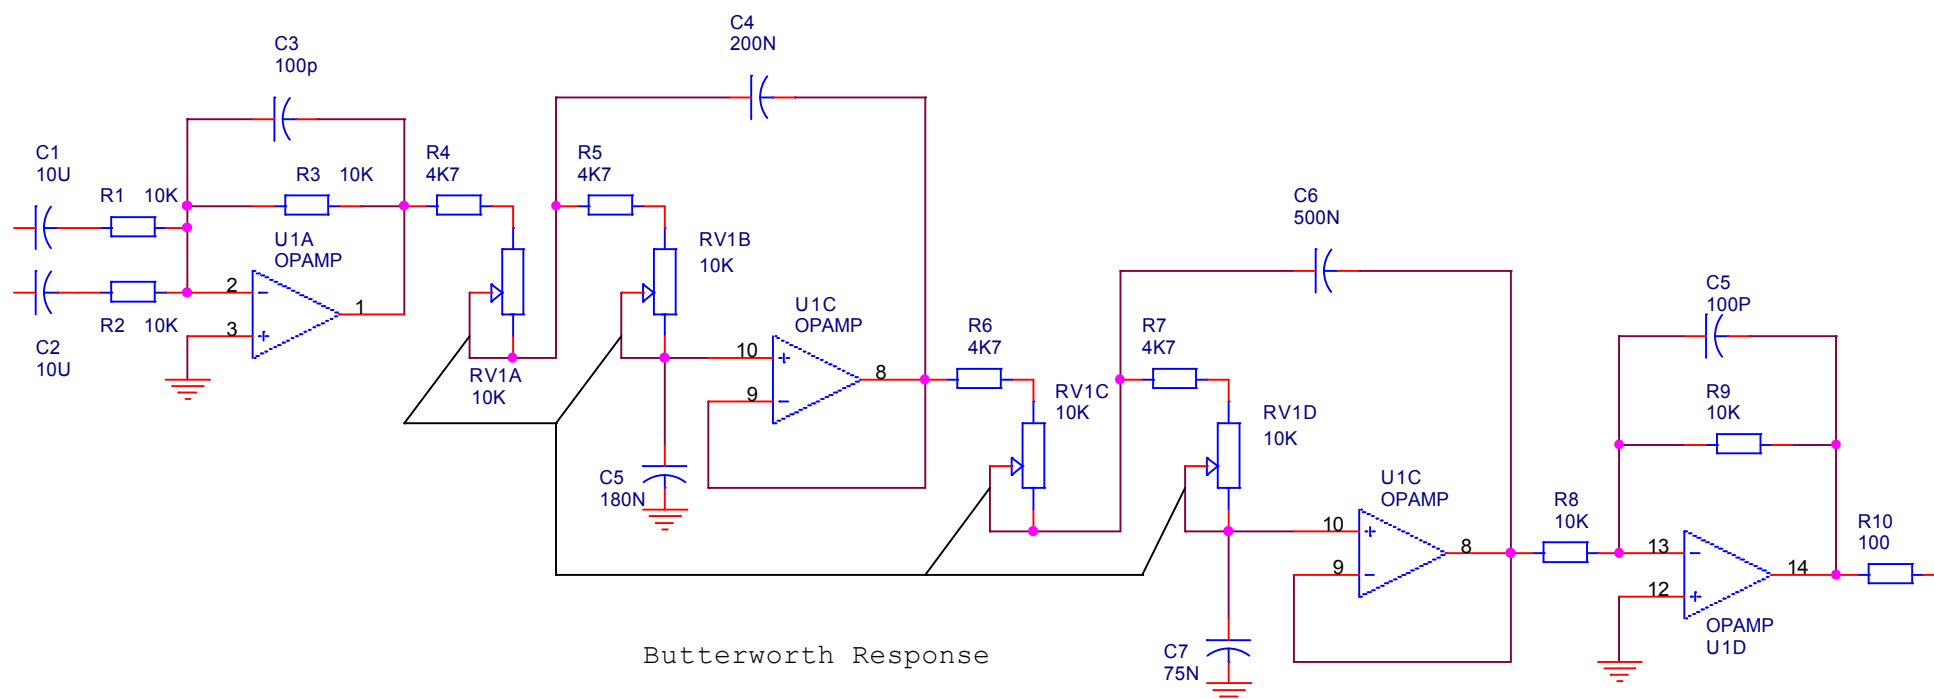 C4
200N
C3
100p
C1
10U
R1 10K
R3 10K
R4
4K7
R5
4K7
C6
500N
U1A
OPAMP
RV1B
10K
2
3
1
R2 10K
C2
10U
RV1A
10K
U1C
OPAMP
10
9
8
R6
4K7
R7
4K7
C5
100P
RV1C
10K
RV1D
10K
R9
10K
C5
180N
U1C
OPAMP
10
9
8
R8
10K
13
12
14
R10
100
OPAMP
U1D
C7
75N
Butterworth Response